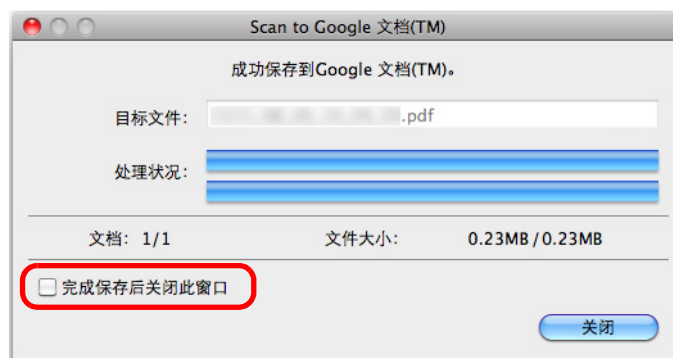 Scan to Google 文档(TM)
成功保存到Google 文档(TM)。
目标文件: .pdf
处理状况:
文档: 1/1 文件大小: 0.23MB/0.23MB
完成保存后关闭此窗口
关闭